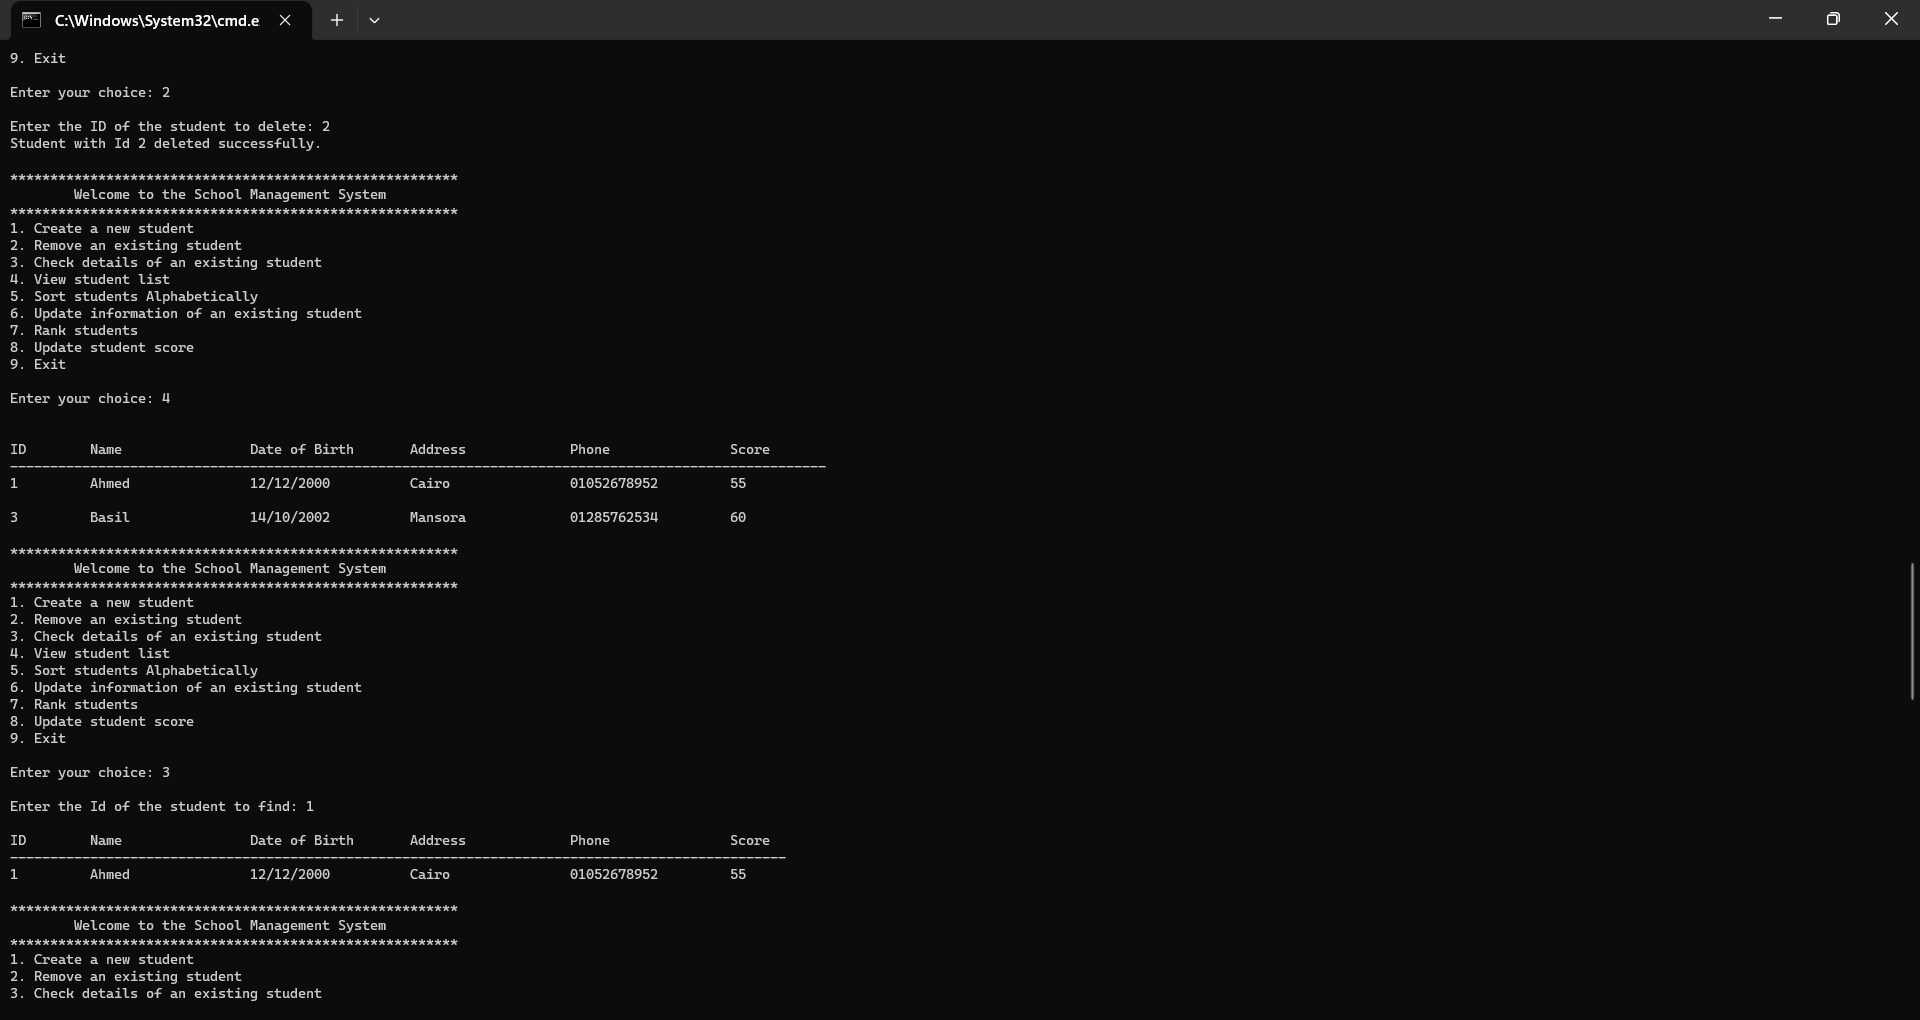 C:\Windows\System32\cmd.e
9. Exit
Enter your choice: 2
Enter the ID of the student to delete: 2
Student with Id 2 deleted successfully.
********************************************************
Welcome to the School Management System
********************************************************
1. Create a new student
2. Remove an existing student
3. Check details of an existing student
4. View student list
5. Sort students Alphabetically
6. Update information of an existing student
7. Rank students
8. Update student score
9. Exit
Enter your choice: 4
ID Name Date of Birth Address Phone Score
------------------------------------------------------------------------------------------------------
1 Ahmed 12/12/2000 Cairo 01052678952 55
3 Basil 14/10/2002 Mansora 01285762534 60
********************************************************
Welcome to the School Management System
********************************************************
1. Create a new student
2. Remove an existing student
3. Check details of an existing student
4. View student list
5. Sort students Alphabetically
6. Update information of an existing student
7. Rank students
8. Update student score
9. Exit
Enter your choice: 3
Enter the Id of the student to find: 1
ID Name Date of Birth Address Phone Score
-------------------------------------------------------------------------------------------------
1 Ahmed 12/12/2000 Cairo 01052678952 55
********************************************************
Welcome to the School Management System
********************************************************
1. Create a new student
2. Remove an existing student
3. Check details of an existing student